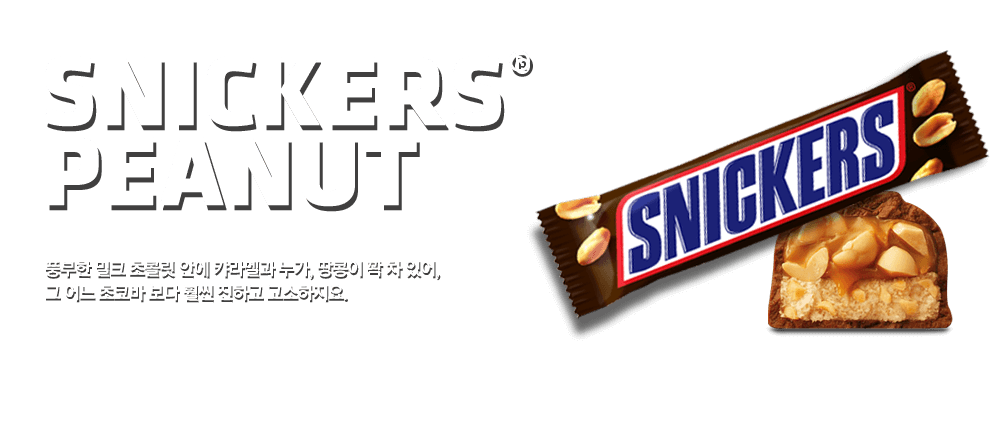 SNICKERS®
PEANUT
풍부한 밀크 초콜릿 안에 캬라멜과 누가, 땅콩이 꽉 차 있어,
그 어느 초코바 보다 훨씬 진하고 고소하지요.
SNICKERS®